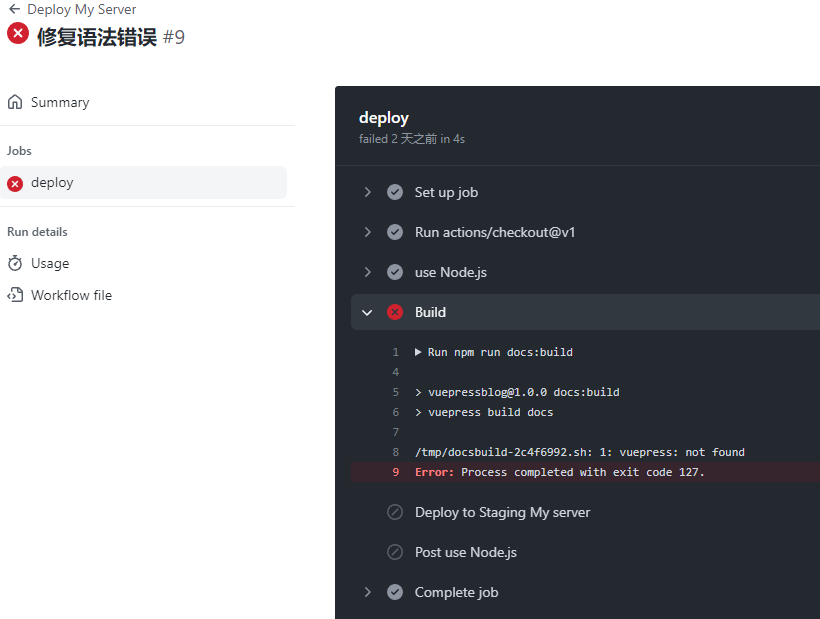 Deploy My Server
修复语法错误 #9
Summary
Jobs
deploy
Run details
Usage
Workflow file
deploy
failed 2 天之前 in 4s
Set up job
Run actions/checkout@v1
use Node.js
Build
1 Run npm run docs:build
4
5 > vuepressblog@1.0.0 docs:build
6 > vuepress build docs
7
8 /tmp/docsbuild-2c4f6992.sh: 1: vuepress: not found
9 Error: Process completed with exit code 127.
Deploy to Staging My server
Post use Node.js
Complete job